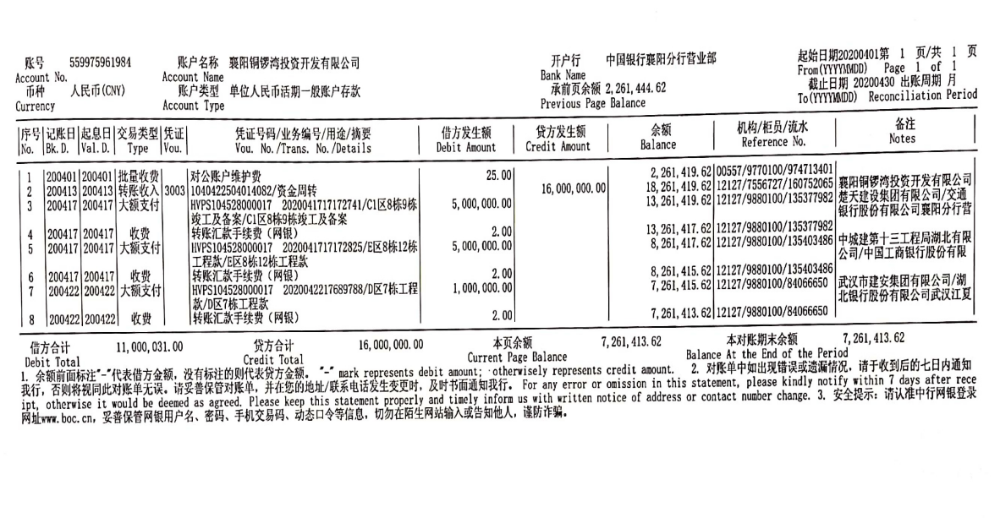 账号 559975961984 账户名称 襄阳铜锣湾投资开发有限公司 开户行 中国银行襄阳分行营业部 起始日期20200401第 1 页/共 1 页
Account No. Account Name Bank Name From(YYYYMMDD) Page 1 of 1
币种 人民币(CNY) 账户类型 单位人民币活期一般账户存款 承前页余额 2,261,444.62 截止日期 20200430 出账周期 月
Currency Account Type Previous Page Balance To(YYYYMMDD) Reconciliation Period
序号 记账日 起息日 交易类型 凭证 凭证号码/业务编号/用途/摘要 借方发生额 贷方发生额 余额 机构/柜员/流水 备注
No. Bk.D. Val.D. Type Vou. Vou. No./Trans. No./Details Debit Amount Credit Amount Balance Reference No. Notes
1 200401 200401 批量收费 对公账户维护费 25.00 2,261,419.62 00557/9770100/974713401
2 200413 200413 转账收入 3003 1040422504014082/资金周转 16,000,000.00 18,261,419.62 12127/7556727/160752065 襄阳铜锣湾投资开发有限公司
3 200417 200417 大额支付 HVPS104528000017 2020041717172741/C1区8栋9栋 5,000,000.00 13,261,419.62 12127/9880100/135377982 楚天建设集团有限公司/交通
竣工及备案/C1区8栋9栋竣工及备案 银行股份有限公司襄阳分行营
4 200417 200417 收费 转账汇款手续费（网银） 2.00 13,261,417.62 12127/9880100/135377982
5 200417 200417 大额支付 HVPS104528000017 2020041717172825/E区8栋12栋 5,000,000.00 8,261,417.62 12127/9880100/135403486 中城建第十三工程局湖北有限
工程款/E区8栋12栋工程款 公司/中国工商银行股份有限
6 200417 200417 收费 转账汇款手续费（网银） 2.00 8,261,415.62 12127/9880100/135403486
7 200422 200422 大额支付 HVPS104528000017 2020042217689788/D区7栋工程 1,000,000.00 7,261,415.62 12127/9880100/84066650 武汉市建安集团有限公司/湖
款/D区7栋工程款 北银行股份有限公司武汉江夏
8 200422 200422 收费 转账汇款手续费（网银） 2.00 7,261,413.62 12127/9880100/84066650
借方合计 11,000,031.00 贷方合计 16,000,000.00 本页余额 7,261,413.62 本对账期末余额 7,261,413.62
Debit Total Credit Total Current Page Balance Balance At the End of the Period
1. 余额前面标注"-"代表借方金额，没有标注的则代表贷方金额。 "-" mark represents debit amount; otherwisely represents credit amount. 2. 对账单中如出现错误或遗漏情况，请于收到后的七日内通知
我行，否则将视同此对账单无误。请妥善保管对账单，并在您的地址/联系电话发生变更时，及时书面通知我行。 For any error or omission in this statement, please kindly notify within 7 days after rece
ipt, otherwise it would be deemed as agreed. Please keep this statement properly and timely inform us with written notice of address or contact number change. 3. 安全提示：请认准中行网银登录
网址www.boc.cn，妥善保管网银用户名、密码、手机交易码、动态口令等信息，切勿在陌生网站输入或告知他人，谨防诈骗。